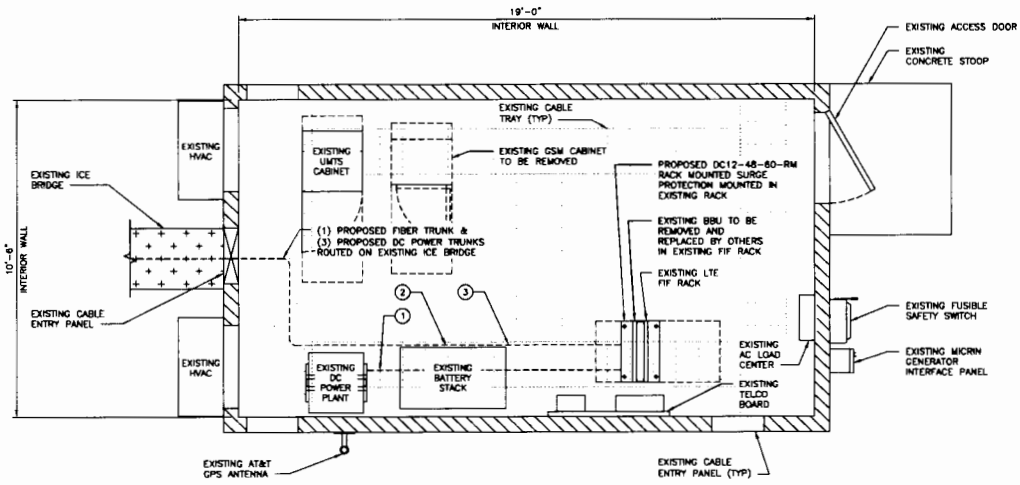 19'-0"
INTERIOR WALL
EXISTING ACCESS DOOR
EXISTING
CONCRETE STOOP
EXISTING CABLE
TRAY (TYP)
EXISTING
HVAC
EXISTING
UMTS
CABINET
EXISTING GSM CABINET
TO BE REMOVED
PROPOSED DC12-48-60-RM
RACK MOUNTED SURGE
PROTECTION MOUNTED IN
EXISTING RACK
EXISTING ICE
BRIDGE
10'-6"
INTERIOR WALL
(1) PROPOSED FIBER TRUNK &
(3) PROPOSED DC POWER TRUNKS
ROUTED ON EXISTING ICE BRIDGE
EXISTING BBU TO BE
REMOVED AND
REPLACED BY OTHERS
IN EXISTING FIF RACK
EXISTING LTE
FIF RACK
2
3
1
EXISTING CABLE
ENTRY PANEL
EXISTING FUSIBLE
SAFETY SWITCH
EXISTING
AC LOAD
CENTER
EXISTING MICRIN
GENERATOR
INTERFACE PANEL
EXISTING
HVAC
EXISTING
DC
POWER
PLANT
EXISTING
BATTERY
STACK
EXISTING
TELCO
BOARD
EXISTING AT&T
GPS ANTENNA
EXISTING CABLE
ENTRY PANEL (TYP)